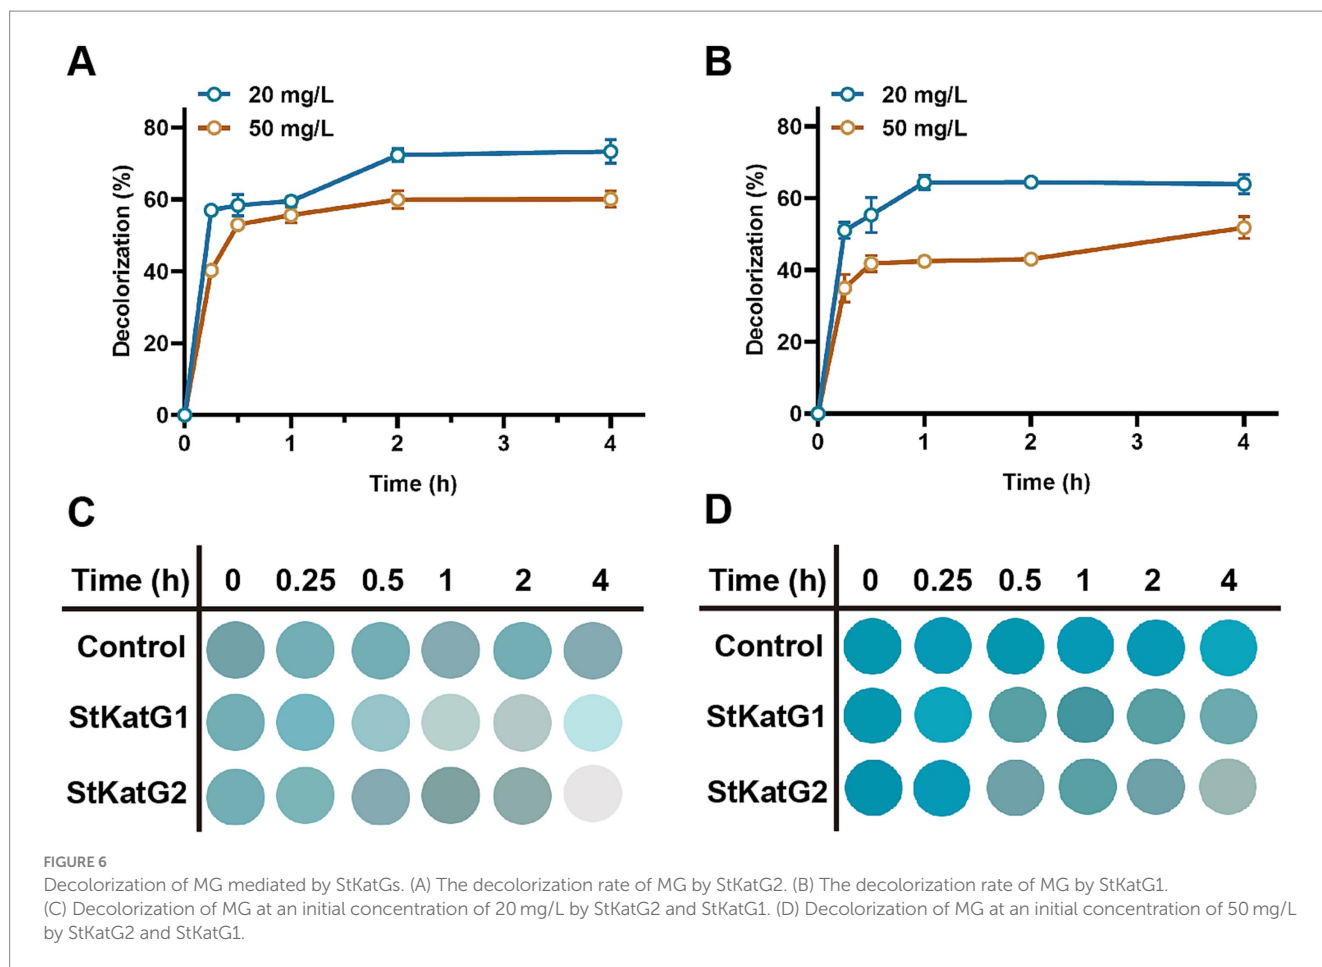 A
20 mg/L
50 mg/L
80
60
40
20
0
Decolorization (%)
0 1 2 3 4
Time (h)
B
20 mg/L
50 mg/L
80
60
40
20
0
Decolorization (%)
0 1 2 3 4
Time (h)
C
Time (h) 0 0.25 0.5 1 2 4
Control
StKatG1
StKatG2
D
Time (h) 0 0.25 0.5 1 2 4
Control
StKatG1
StKatG2
FIGURE 6
Decolorization of MG mediated by StKatGs. (A) The decolorization rate of MG by StKatG2. (B) The decolorization rate of MG by StKatG1.
(C) Decolorization of MG at an initial concentration of 20 mg/L by StKatG2 and StKatG1. (D) Decolorization of MG at an initial concentration of 50 mg/L
by StKatG2 and StKatG1.